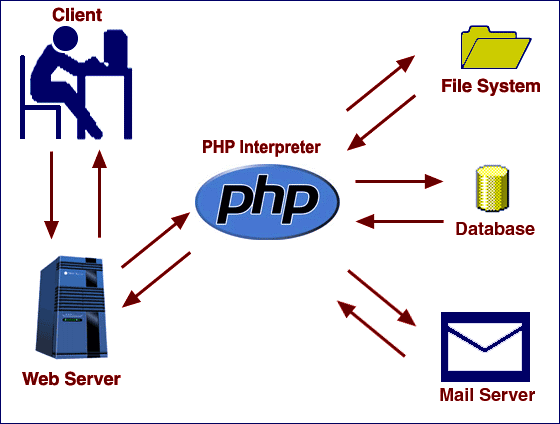 Client
File System
PHP Interpreter
php
Database
Web Server
Mail Server